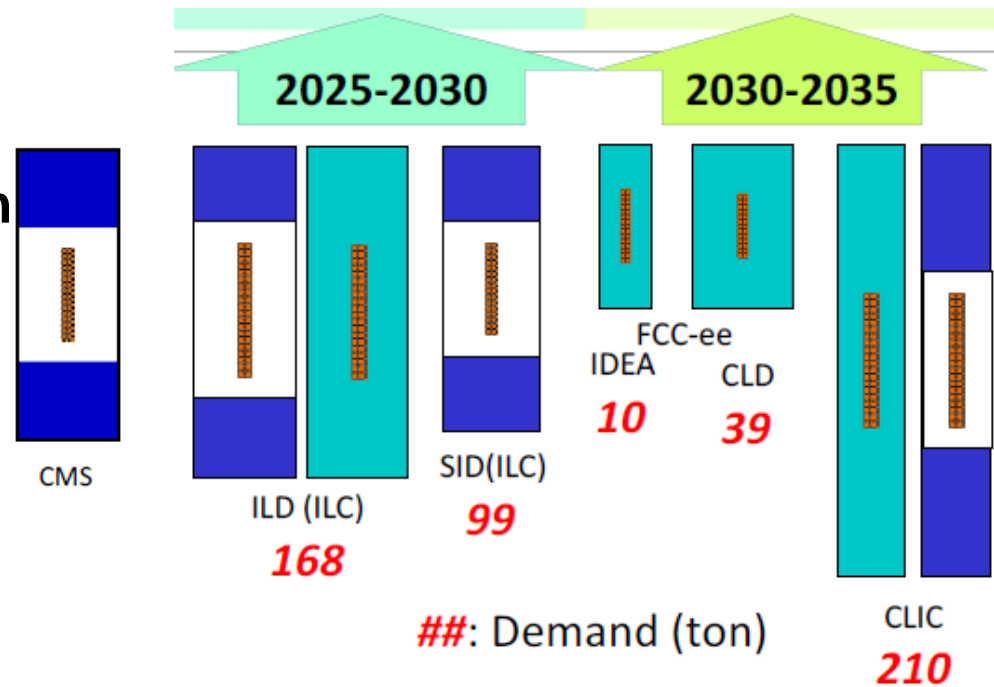 2025-2030
2030-2035
n
CMS
ILD (ILC)
168
SID(ILC)
99
FCC-ee
IDEA
10
CLD
39
CLIC
210
##: Demand (ton)